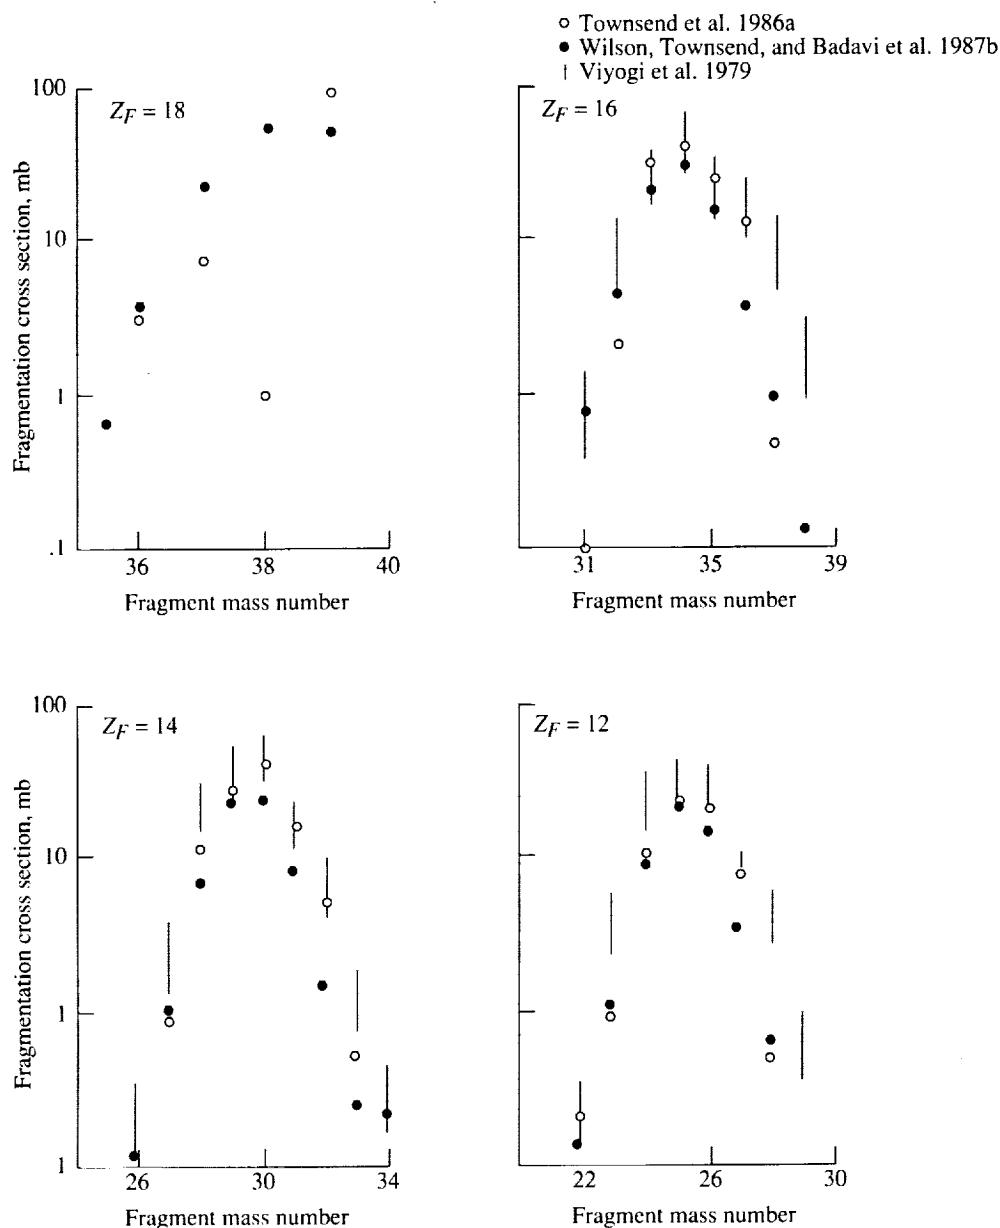 Townsend et al. 1986a
Wilson, Townsend, and Badavi et al. 1987b
Viyogi et al. 1979
100
10
1
.1
Fragmentation cross section, mb
Z_F = 18
36
38
40
Fragment mass number
Z_F = 16
31
35
39
Fragment mass number
100
10
1
1
Fragmentation cross section, mb
Z_F = 14
26
30
34
Fragment mass number
Z_F = 12
22
26
30
Fragment mass number